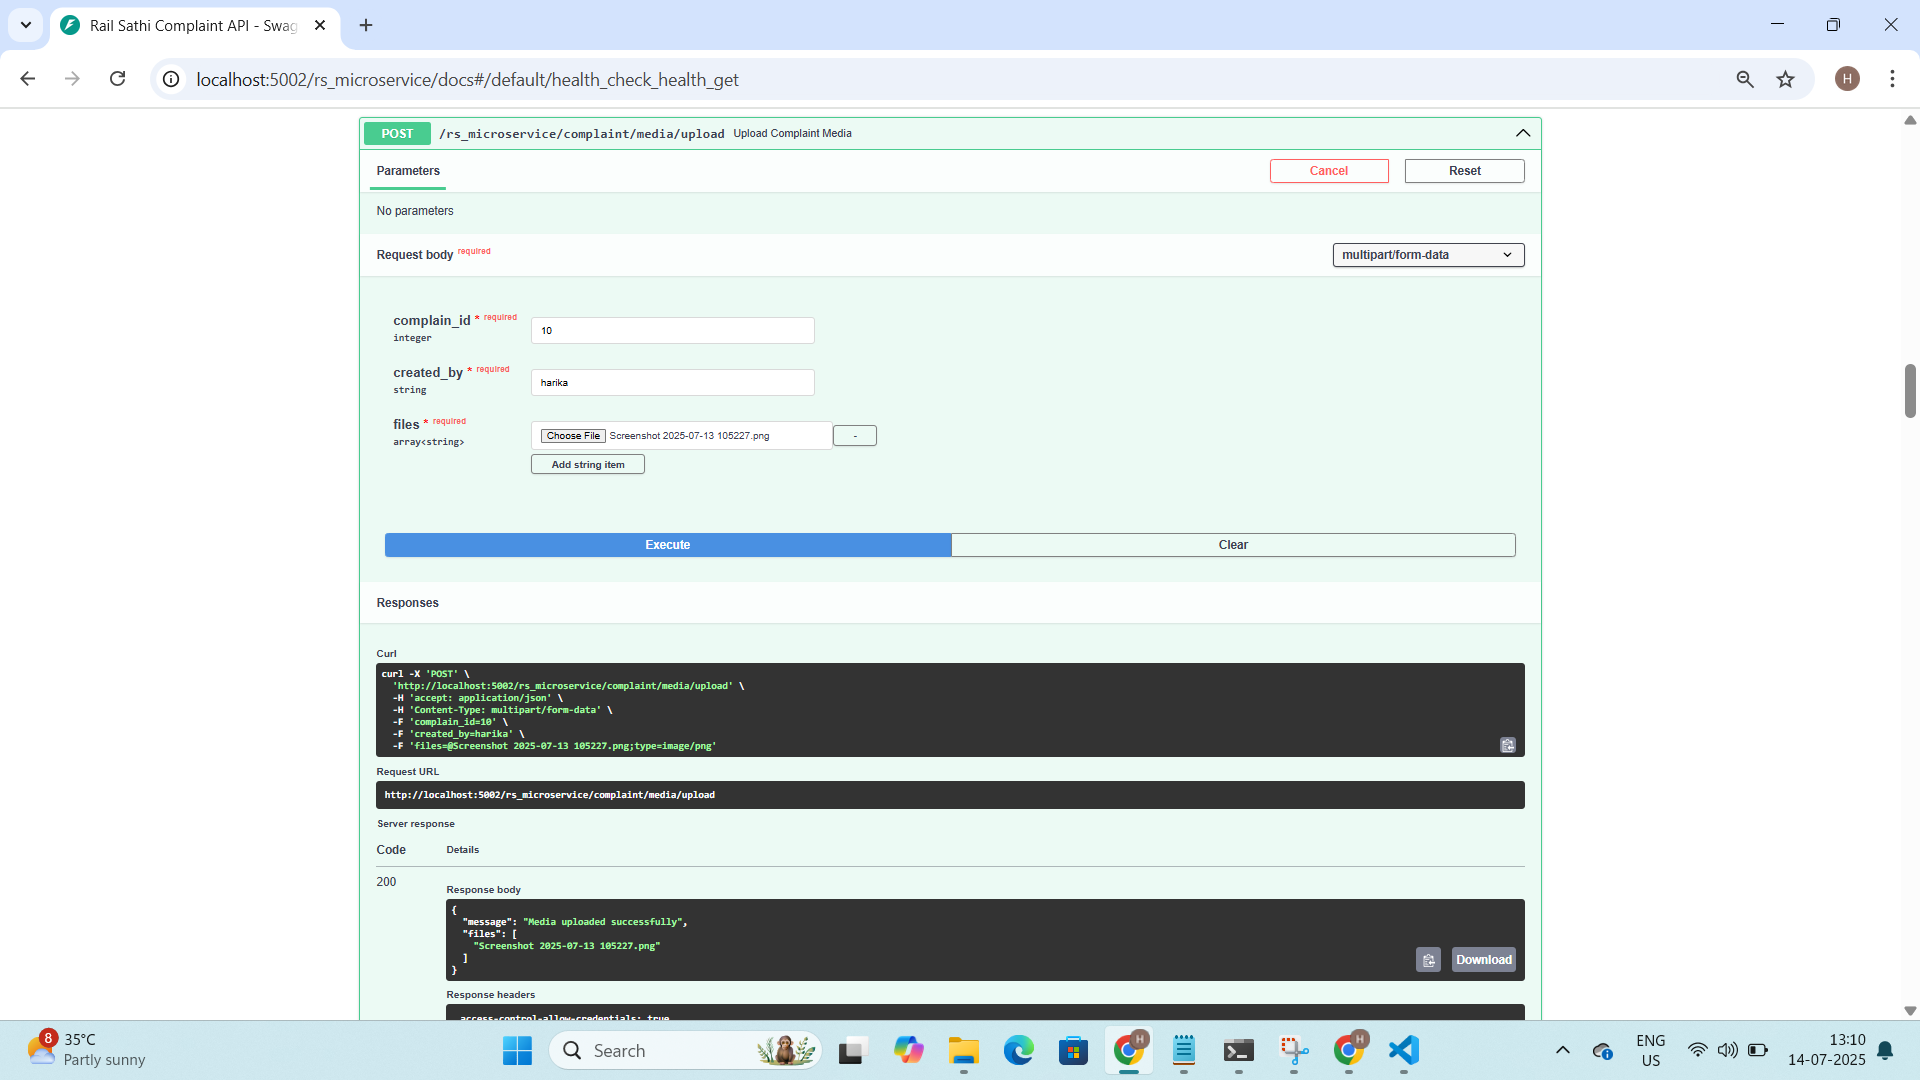 Rail Sathi Complaint API - Swag
localhost:5002/rs_microservice/docs#/default/health_check_health_get
H
POST /rs_microservice/complaint/media/upload Upload Complaint Media
Parameters
Cancel
Reset
No parameters
Request body required
multipart/form-data
complain_id * required
integer
10
created_by * required
string
harika
files * required
array<string>
Choose File Screenshot 2025-07-13 105227.png
-
Add string item
Execute
Clear
Responses
Curl
curl -X 'POST' \
'http://localhost:5002/rs_microservice/complaint/media/upload' \
-H 'accept: application/json' \
-H 'Content-Type: multipart/form-data' \
-F 'complain_id=10' \
-F 'created_by=harika' \
-F 'files=@Screenshot 2025-07-13 105227.png;type=image/png'
Request URL
http://localhost:5002/rs_microservice/complaint/media/upload
Server response
Code Details
200
Response body
{
"message": "Media uploaded successfully",
"files": [
"Screenshot 2025-07-13 105227.png"
]
}
Download
Response headers
access-control-allow-credentials: true
8
35°C
Partly sunny
Search
H
H
ENG
US
13:10
14-07-2025